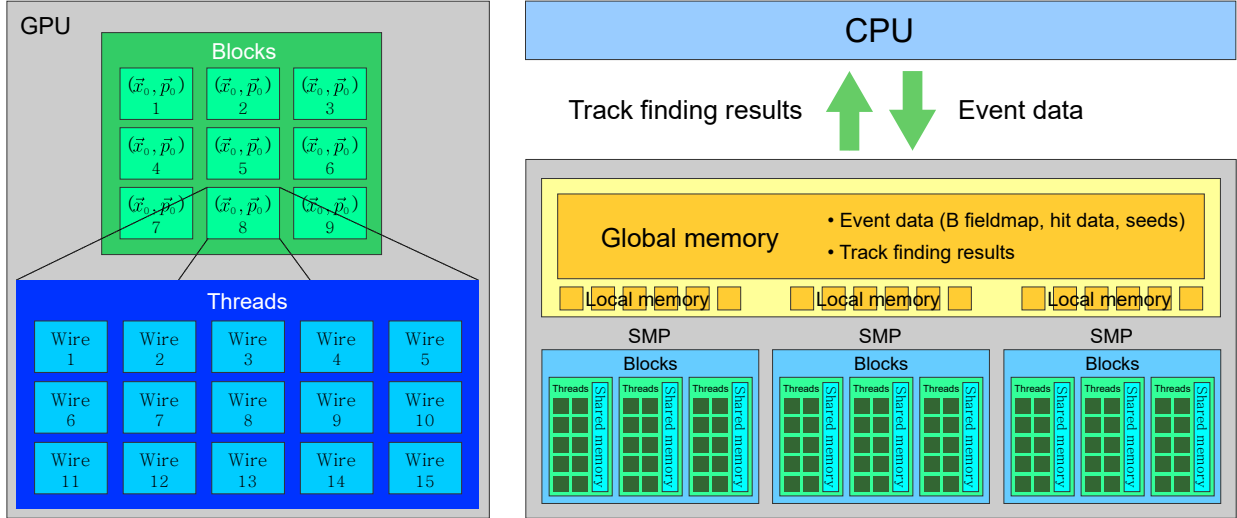 GPU
Blocks
(x⃗₀, p⃗₀)
1
(x⃗₀, p⃗₀)
2
(x⃗₀, p⃗₀)
3
(x⃗₀, p⃗₀)
4
(x⃗₀, p⃗₀)
5
(x⃗₀, p⃗₀)
6
(x⃗₀, p⃗₀)
7
(x⃗₀, p⃗₀)
8
(x⃗₀, p⃗₀)
9
Threads
Wire
1
Wire
2
Wire
3
Wire
4
Wire
5
Wire
6
Wire
7
Wire
8
Wire
9
Wire
10
Wire
11
Wire
12
Wire
13
Wire
14
Wire
15
CPU
Track finding results
Event data
Global memory
• Event data (B fieldmap, hit data, seeds)
• Track finding results
Local memory
Local memory
Local memory
SMP
SMP
SMP
Blocks
Threads
Shared memory
Threads
Shared memory
Threads
Shared memory
Blocks
Threads
Shared memory
Threads
Shared memory
Threads
Shared memory
Blocks
Threads
Shared memory
Threads
Shared memory
Threads
Shared memory